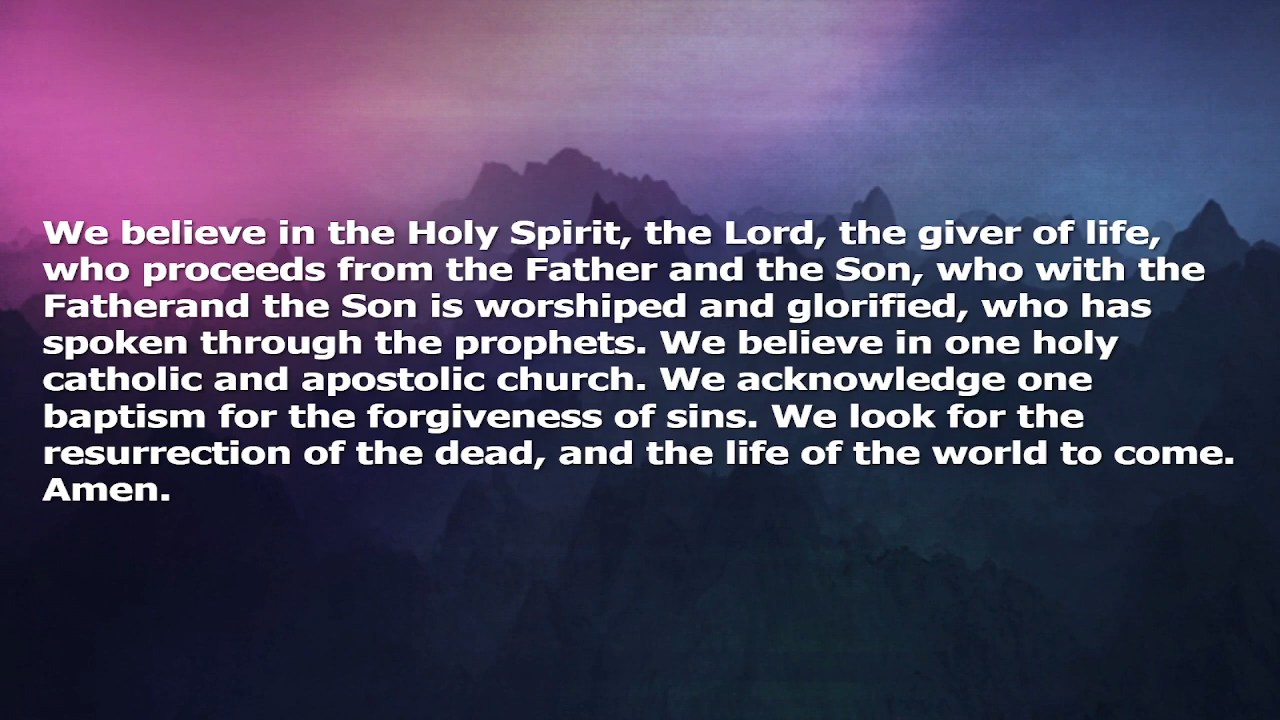 We believe in the Holy Spirit, the Lord, the giver of life,
who proceeds from the Father and the Son, who with the
Fatherand the Son is worshiped and glorified, who has
spoken through the prophets. We believe in one holy
catholic and apostolic church. We acknowledge one
baptism for the forgiveness of sins. We look for the
resurrection of the dead, and the life of the world to come.
Amen.